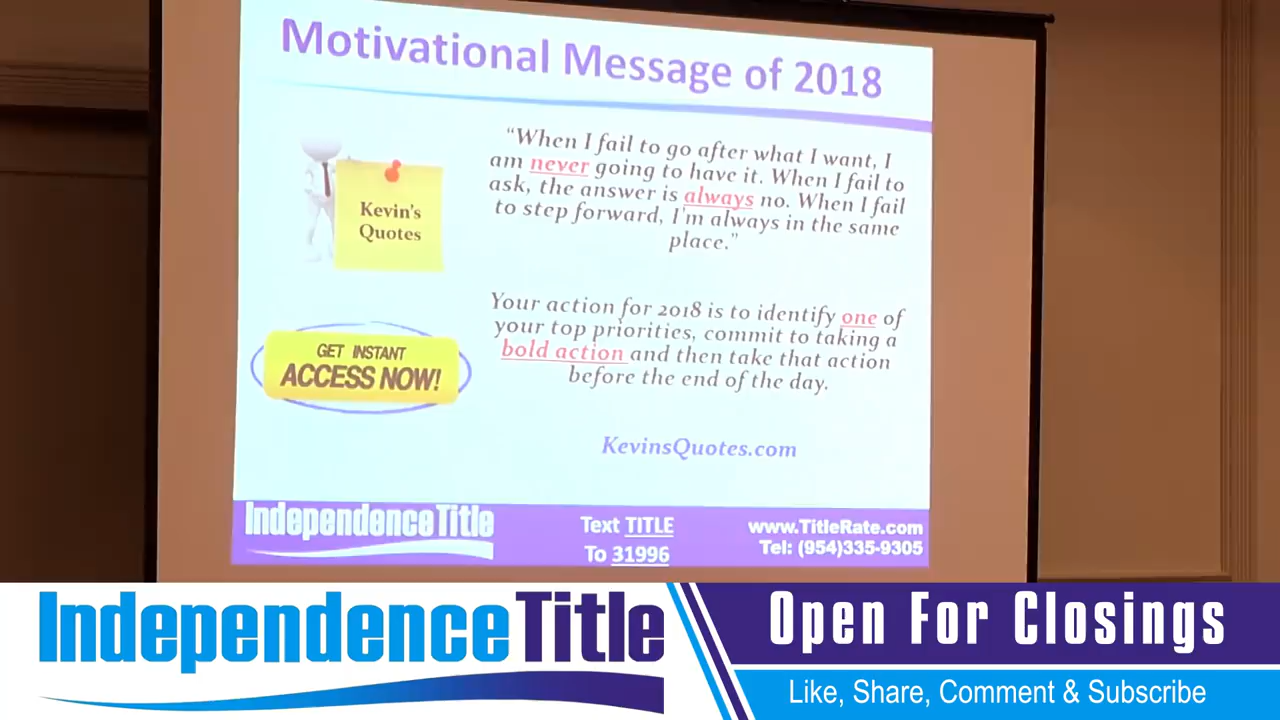 Motivational Message of 2018
"When I fail to go after what I want, I
am never going to have it. When I fail to
ask, the answer is always no. When I fail
to step forward, I'm always in the same
place."
Kevin's
Quotes
Your action for 2018 is to identify one of
your top priorities, commit to taking a
bold action and then take that action
before the end of the day.
GET INSTANT
ACCESS NOW!
KevinsQuotes.com
Independence Title
Text TITLE
To 31996
www.TitleRate.com
Tel: (954)335-9305
Independence Title
Open For Closings
Like, Share, Comment & Subscribe